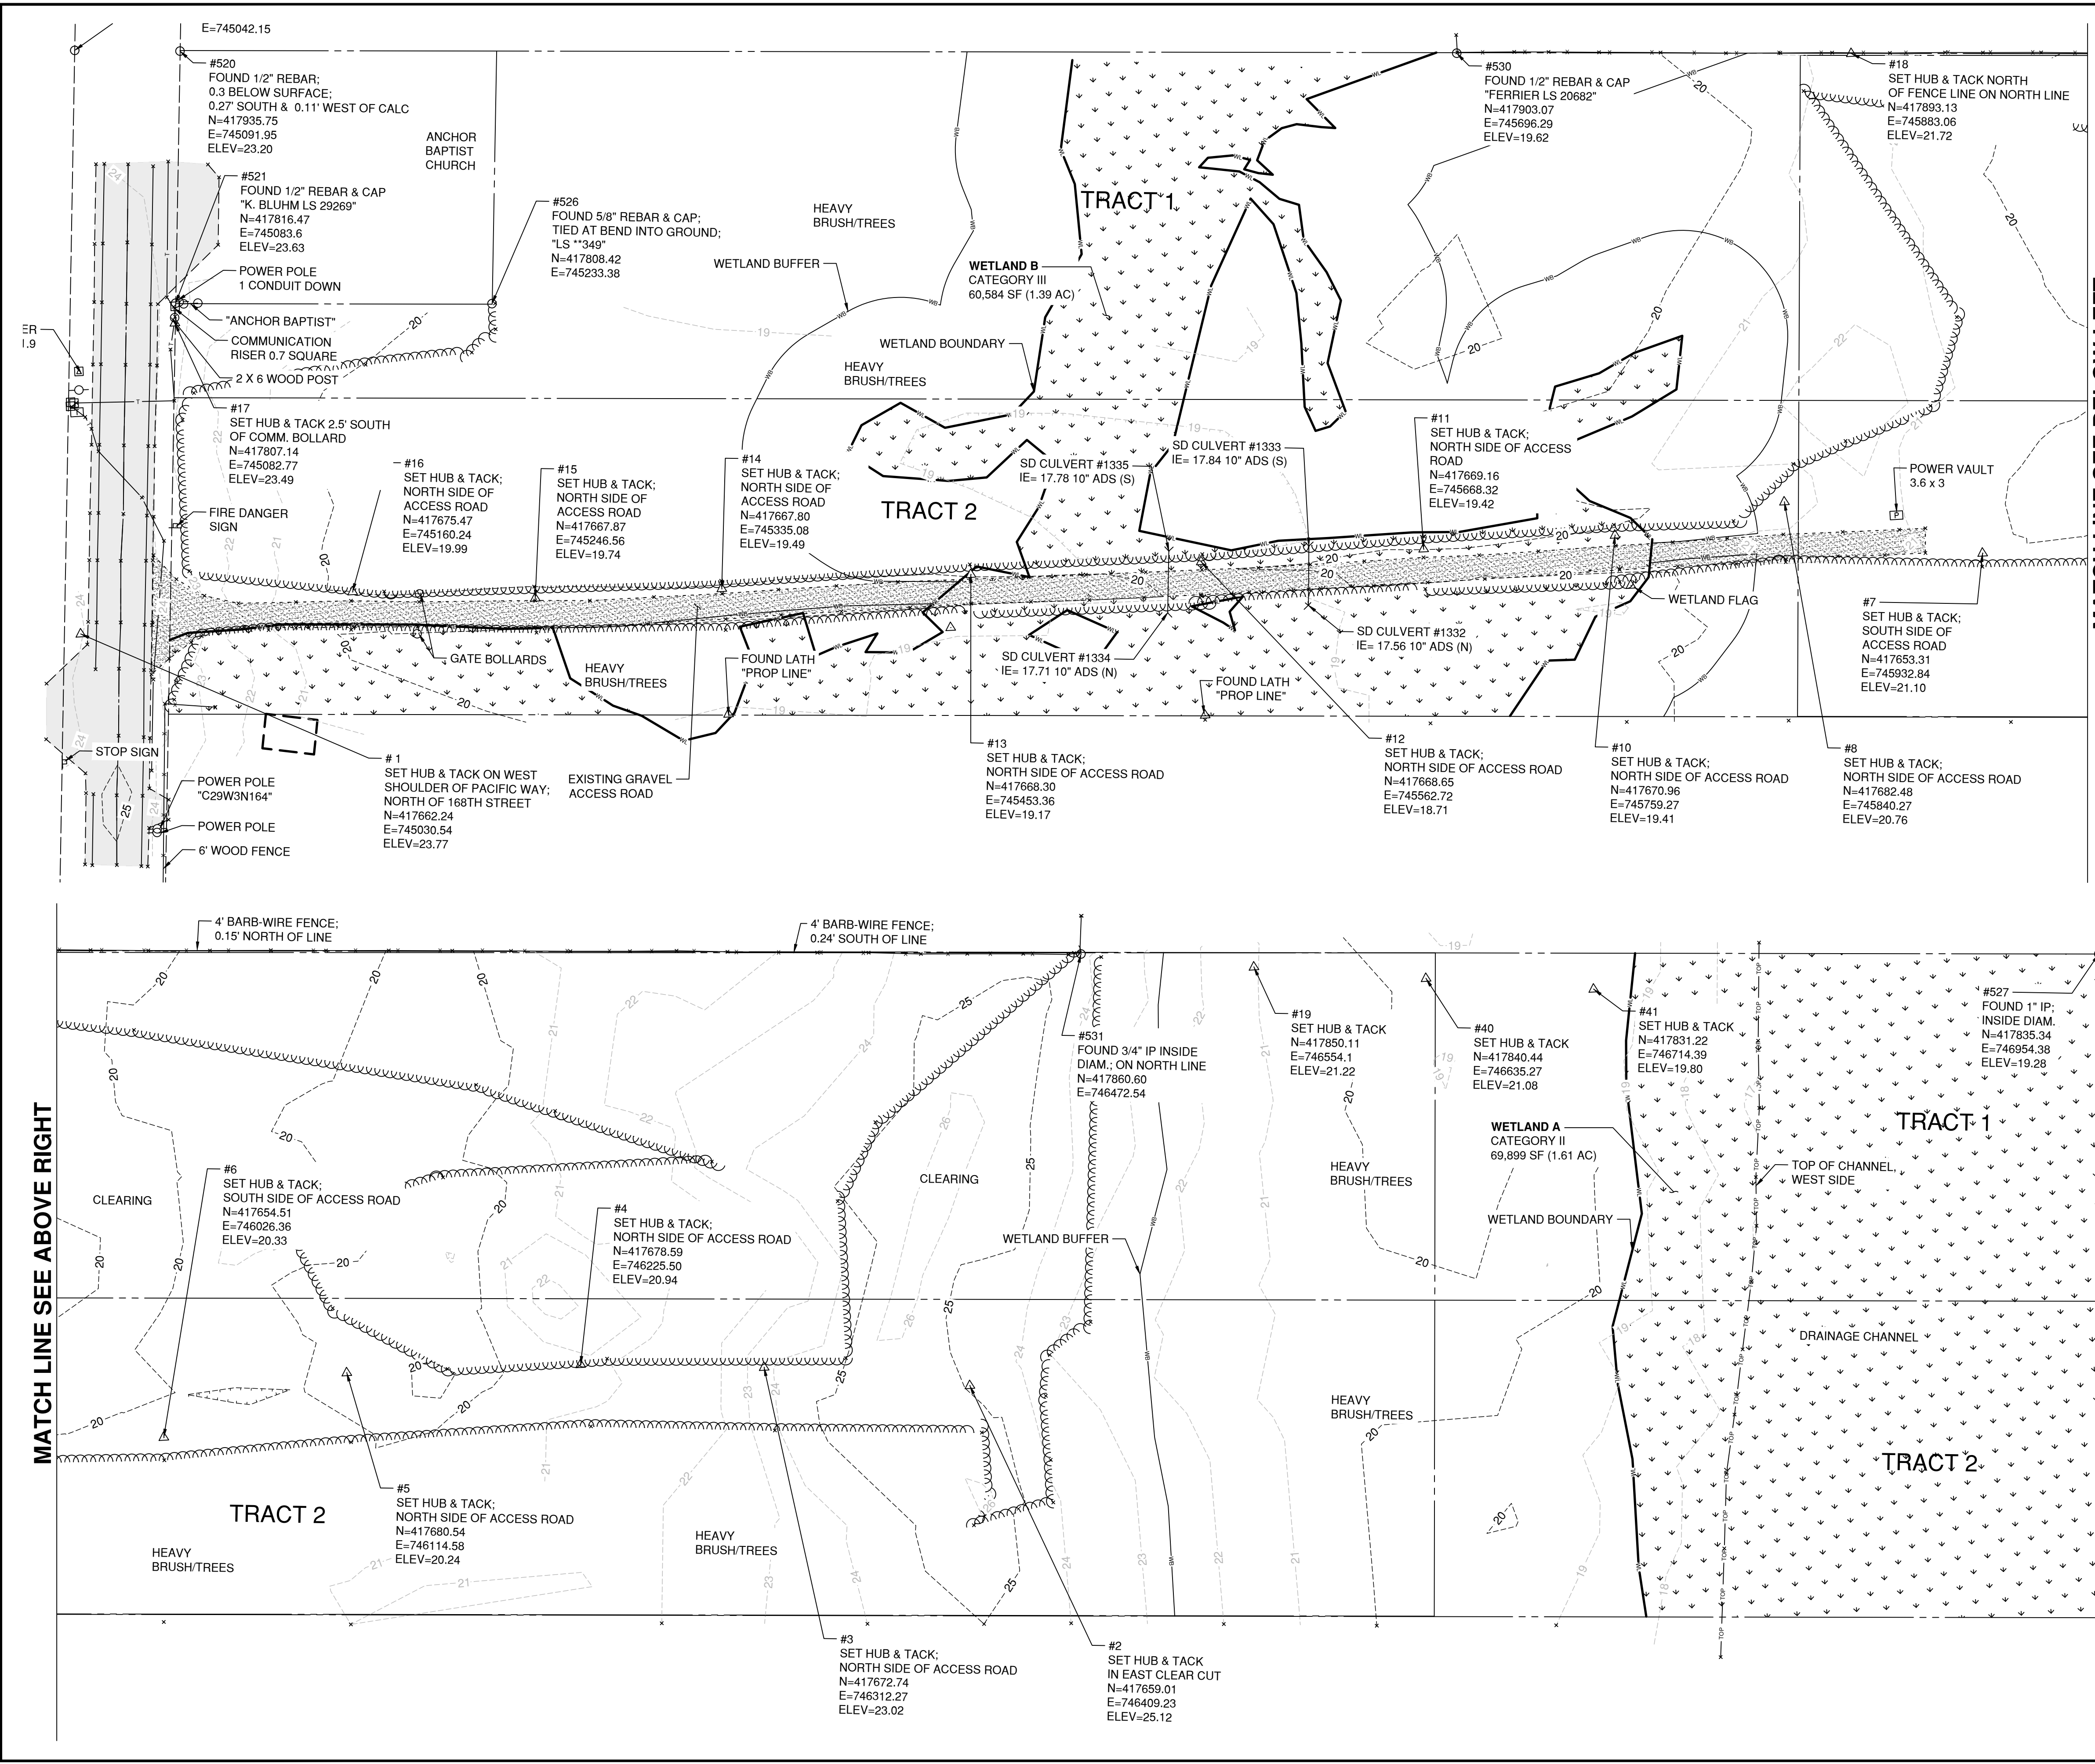 E=745042.15
#520
FOUND 1/2" REBAR;
0.3 BELOW SURFACE;
0.27' SOUTH & 0.11' WEST OF CALC
N=417935.75
E=745091.95
ELEV=23.20
ANCHOR
BAPTIST
CHURCH
#521
FOUND 1/2" REBAR & CAP
"K. BLUHM LS 29269"
N=417816.47
E=745083.6
ELEV=23.63
POWER POLE
1 CONDUIT DOWN
"ANCHOR BAPTIST"
COMMUNICATION
RISER 0.7 SQUARE
2 X 6 WOOD POST
#17
SET HUB & TACK 2.5' SOUTH
OF COMM. BOLLARD
N=417807.14
E=745082.77
ELEV=23.49
FIRE DANGER
SIGN
#526
FOUND 5/8" REBAR & CAP;
TIED AT BEND INTO GROUND;
"LS **349"
N=417808.42
E=745233.38
HEAVY
BRUSH/TREES
WETLAND BUFFER
WETLAND B
CATEGORY III
60,584 SF (1.39 AC)
TRACT 1
WETLAND BOUNDARY
HEAVY
BRUSH/TREES
#530
FOUND 1/2" REBAR & CAP
"FERRIER LS 20682"
N=417903.07
E=745696.29
ELEV=19.62
#18
SET HUB & TACK NORTH
OF FENCE LINE ON NORTH LINE
N=417893.13
E=745883.06
ELEV=21.72
#16
SET HUB & TACK;
NORTH SIDE OF
ACCESS ROAD
N=417675.47
E=745160.24
ELEV=19.99
#15
SET HUB & TACK;
NORTH SIDE OF
ACCESS ROAD
N=417667.87
E=745246.56
ELEV=19.74
#14
SET HUB & TACK;
NORTH SIDE OF
ACCESS ROAD
N=417667.80
E=745335.08
ELEV=19.49
TRACT 2
SD CULVERT #1335
IE= 17.78 10" ADS (S)
SD CULVERT #1333
IE= 17.84 10" ADS (S)
#11
SET HUB & TACK;
NORTH SIDE OF ACCESS
ROAD
N=417669.16
E=745668.32
ELEV=19.42
POWER VAULT
3.6 x 3
WETLAND FLAG
#7
SET HUB & TACK;
SOUTH SIDE OF
ACCESS ROAD
N=417653.31
E=745932.84
ELEV=21.10
GATE BOLLARDS
HEAVY
BRUSH/TREES
FOUND LATH
"PROP LINE"
SD CULVERT #1334
IE= 17.71 10" ADS (N)
FOUND LATH
"PROP LINE"
SD CULVERT #1332
IE= 17.56 10" ADS (N)
STOP SIGN
POWER POLE
"C29W3N164"
POWER POLE
6' WOOD FENCE
# 1
SET HUB & TACK ON WEST
SHOULDER OF PACIFIC WAY;
NORTH OF 168TH STREET
N=417662.24
E=745030.54
ELEV=23.77
EXISTING GRAVEL
ACCESS ROAD
#13
SET HUB & TACK;
NORTH SIDE OF ACCESS ROAD
N=417668.30
E=745453.36
ELEV=19.17
#12
SET HUB & TACK;
NORTH SIDE OF ACCESS ROAD
N=417668.65
E=745562.72
ELEV=18.71
#10
SET HUB & TACK;
NORTH SIDE OF ACCESS ROAD
N=417670.96
E=745759.27
ELEV=19.41
#8
SET HUB & TACK;
NORTH SIDE OF ACCESS ROAD
N=417682.48
E=745840.27
ELEV=20.76
4' BARB-WIRE FENCE;
0.15' NORTH OF LINE
4' BARB-WIRE FENCE;
0.24' SOUTH OF LINE
MATCH LINE SEE ABOVE RIGHT
CLEARING
#6
SET HUB & TACK;
SOUTH SIDE OF ACCESS ROAD
N=417654.51
E=746026.36
ELEV=20.33
#4
SET HUB & TACK;
NORTH SIDE OF ACCESS ROAD
N=417678.59
E=746225.50
ELEV=20.94
CLEARING
#531
FOUND 3/4" IP INSIDE
DIAM.; ON NORTH LINE
N=417860.60
E=746472.54
WETLAND BUFFER
#19
SET HUB & TACK
N=417850.11
E=746554.1
ELEV=21.22
#40
SET HUB & TACK
N=417840.44
E=746635.27
ELEV=21.08
#41
SET HUB & TACK
N=417831.22
E=746714.39
ELEV=19.80
#527
FOUND 1" IP;
INSIDE DIAM.
N=417835.34
E=746954.38
ELEV=19.28
WETLAND A
CATEGORY II
69,899 SF (1.61 AC)
HEAVY
BRUSH/TREES
WETLAND BOUNDARY
TRACT 1
TOP OF CHANNEL,
WEST SIDE
DRAINAGE CHANNEL
HEAVY
BRUSH/TREES
TRACT 2
TRACT 2
HEAVY
BRUSH/TREES
#5
SET HUB & TACK;
NORTH SIDE OF ACCESS ROAD
N=417680.54
E=746114.58
ELEV=20.24
HEAVY
BRUSH/TREES
#3
SET HUB & TACK;
NORTH SIDE OF ACCESS ROAD
N=417672.74
E=746312.27
ELEV=23.02
#2
SET HUB & TACK
IN EAST CLEAR CUT
N=417659.01
E=746409.23
ELEV=25.12